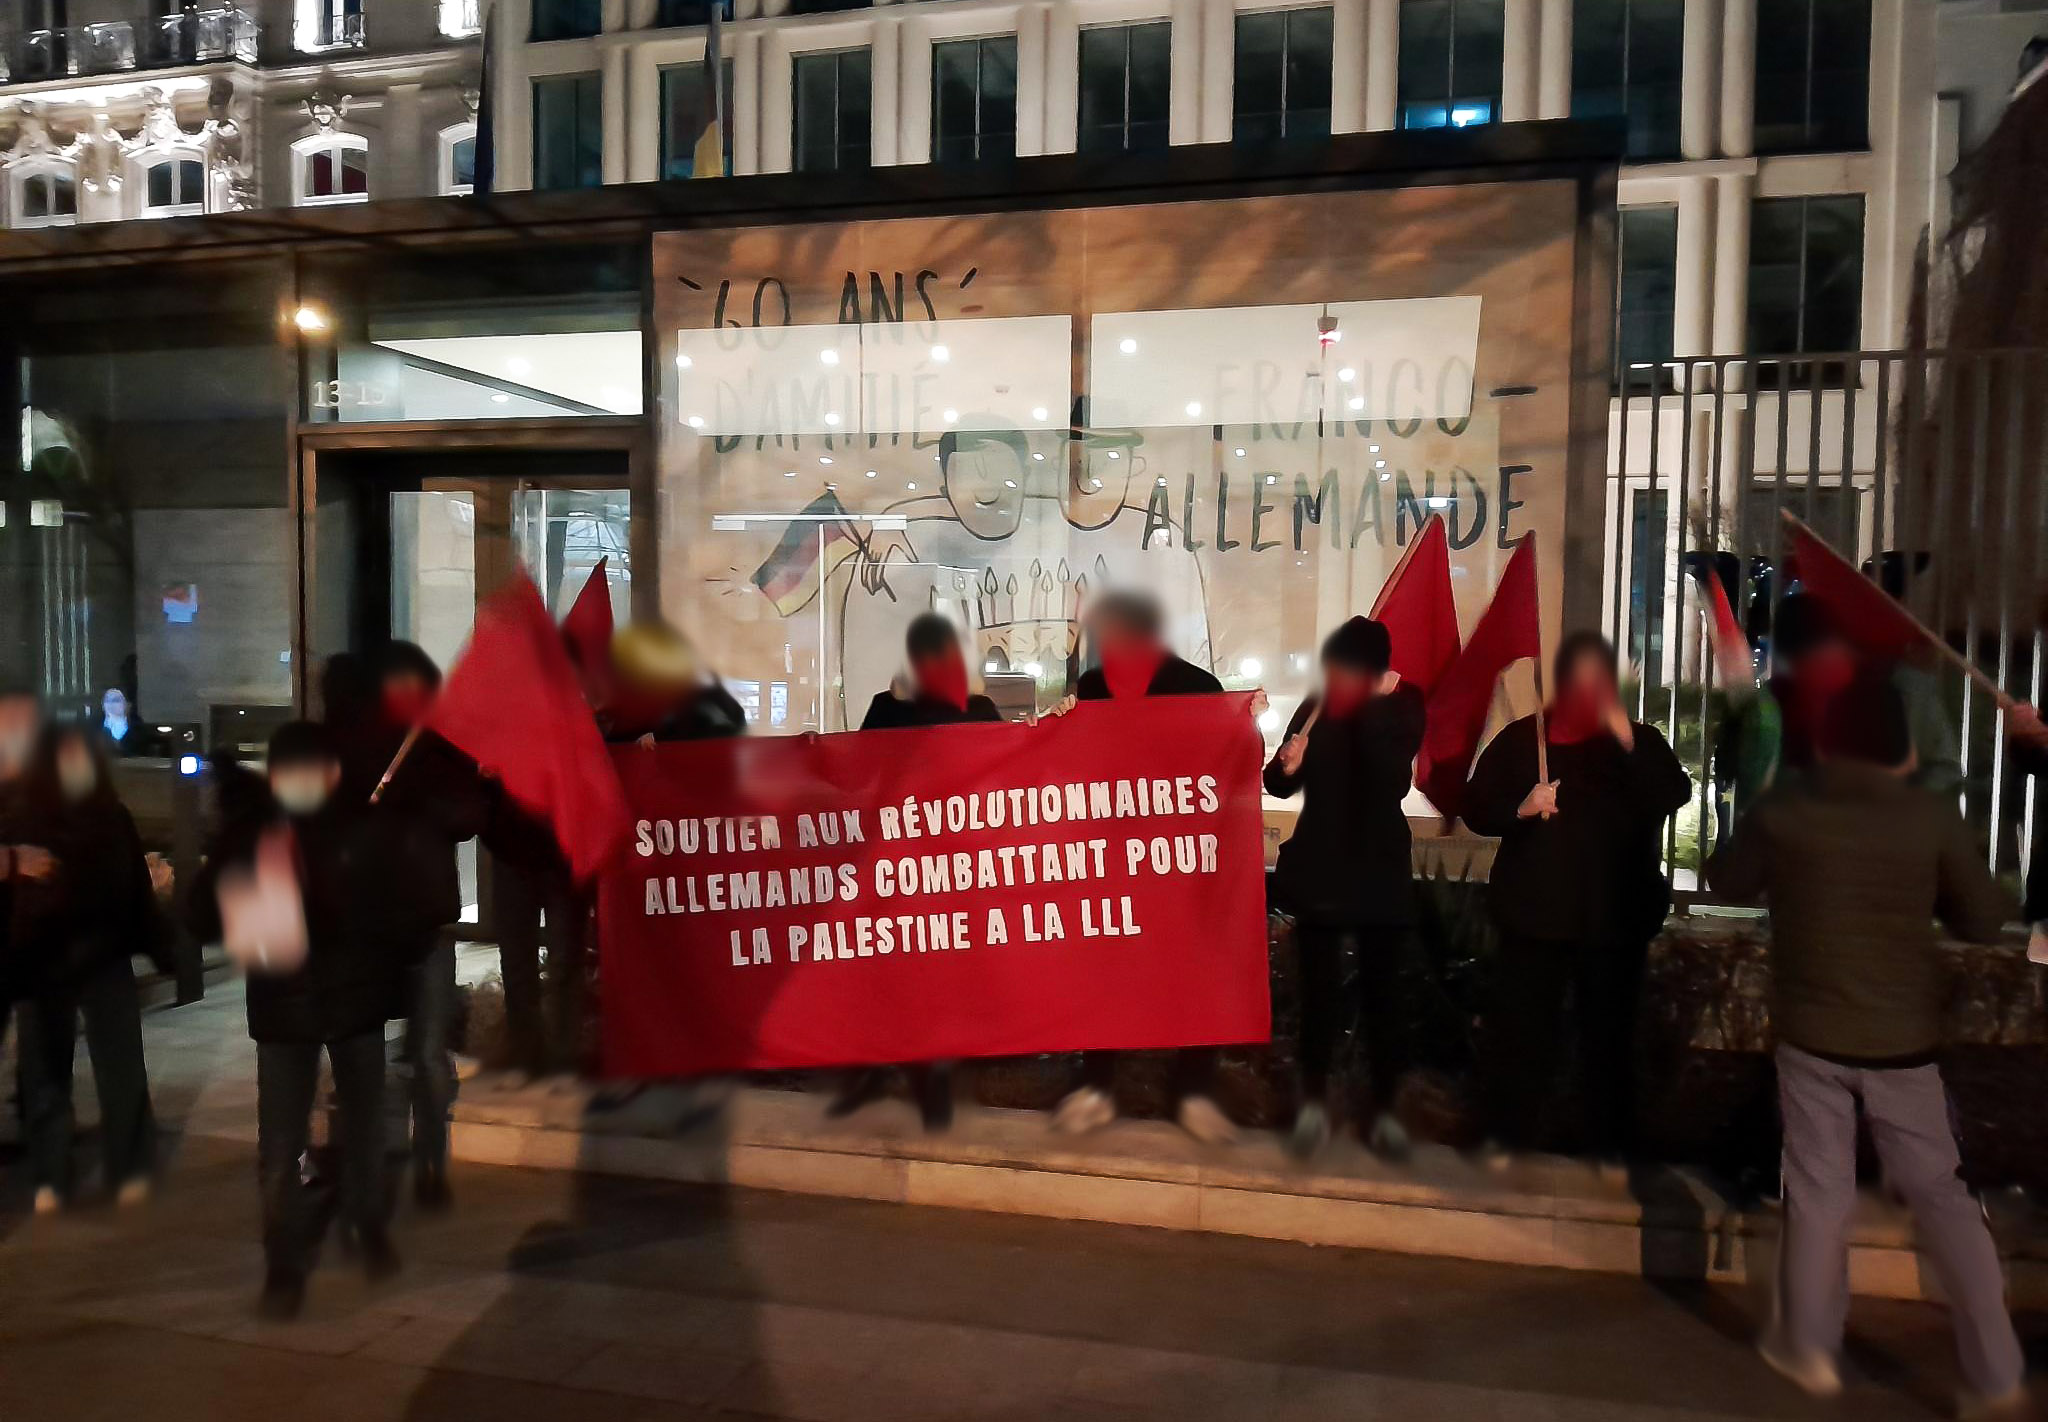 13-15
60 ANS
D'AMITIÉ
FRANCO-
ALLEMANDE
SOUTIEN AUX RÉVOLUTIONNAIRES
ALLEMANDS COMBATTANT POUR
LA PALESTINE A LA LLL